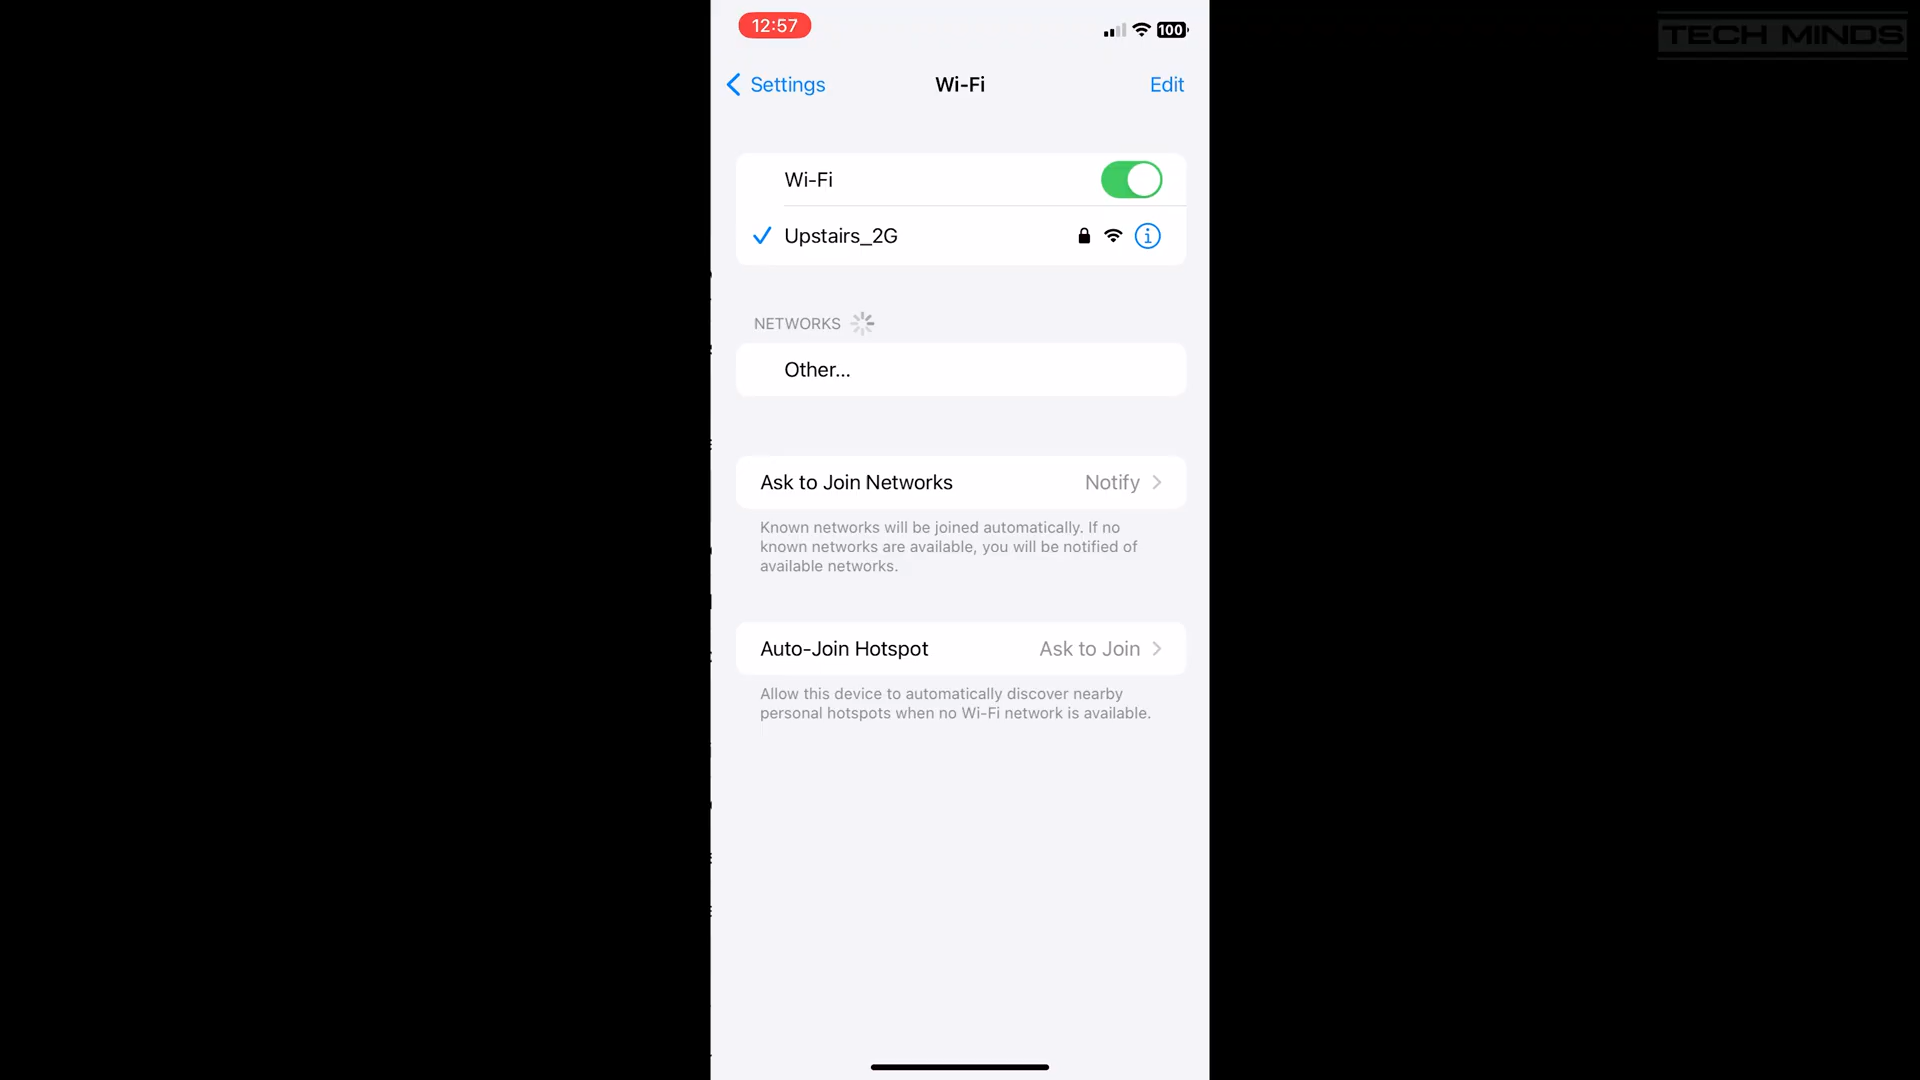 12:57
100
TECH MINDS
Settings
Wi-Fi
Edit
Wi-Fi
Upstairs_2G
NETWORKS
Other...
Ask to Join Networks
Notify
Known networks will be joined automatically. If no
known networks are available, you will be notified of
available networks.
Auto-Join Hotspot
Ask to Join
Allow this device to automatically discover nearby
personal hotspots when no Wi-Fi network is available.